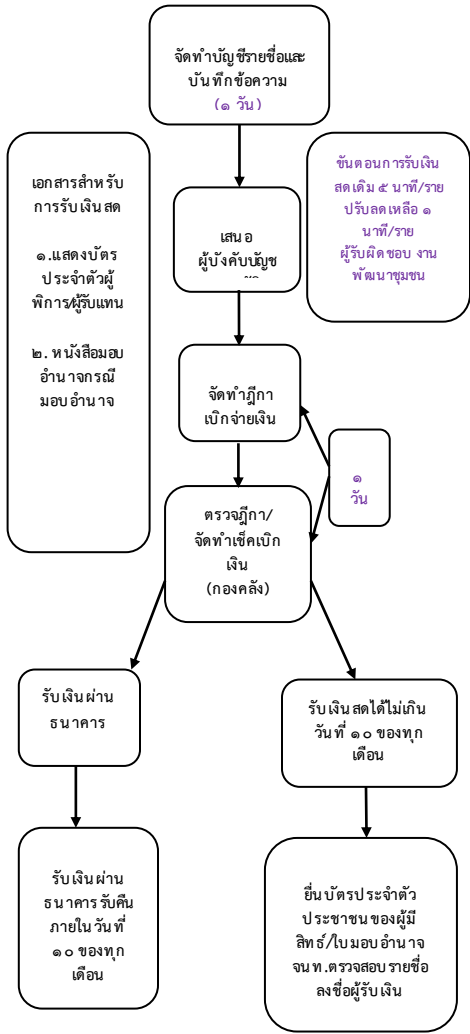 จัดทำบัญชีรายชื่อและ
บันทึกข้อความ
(๑ วัน)
เอกสารสำหรับ
การรับเงินสด
๑.แสดงบัตร
ประจำตัวผู้
พิการ/ผู้รับแทน
๒. หนังสือมอบ
อำนาจกรณี
มอบอำนาจ
ขั้นตอนการรับเงิน
สดเดิม ๕ นาที/ราย
ปรับลดเหลือ ๑
นาที/ราย
ผู้รับผิดชอบ งาน
พัฒนาชุมชน
เสนอ
ผู้บังคับบัญช
จัดทำฎีกา
เบิกจ่ายเงิน
๑
วัน
ตรวจฎีกา/
จัดทำเช็คเบิก
เงิน
(กองคลัง)
รับเงินผ่าน
ธนาคาร
รับเงินสดได้ไม่เกิน
วันที่ ๑๐ ของทุก
เดือน
รับเงินผ่าน
ธนาคาร รับคืน
ภายในวันที่
๑๐ ของทุก
เดือน
ยื่นบัตรประจำตัว
ประชาชนของผู้มี
สิทธิ์/ใบมอบอำนาจ
จนท.ตรวจสอบรายชื่อ
ลงชื่อผู้รับเงิน